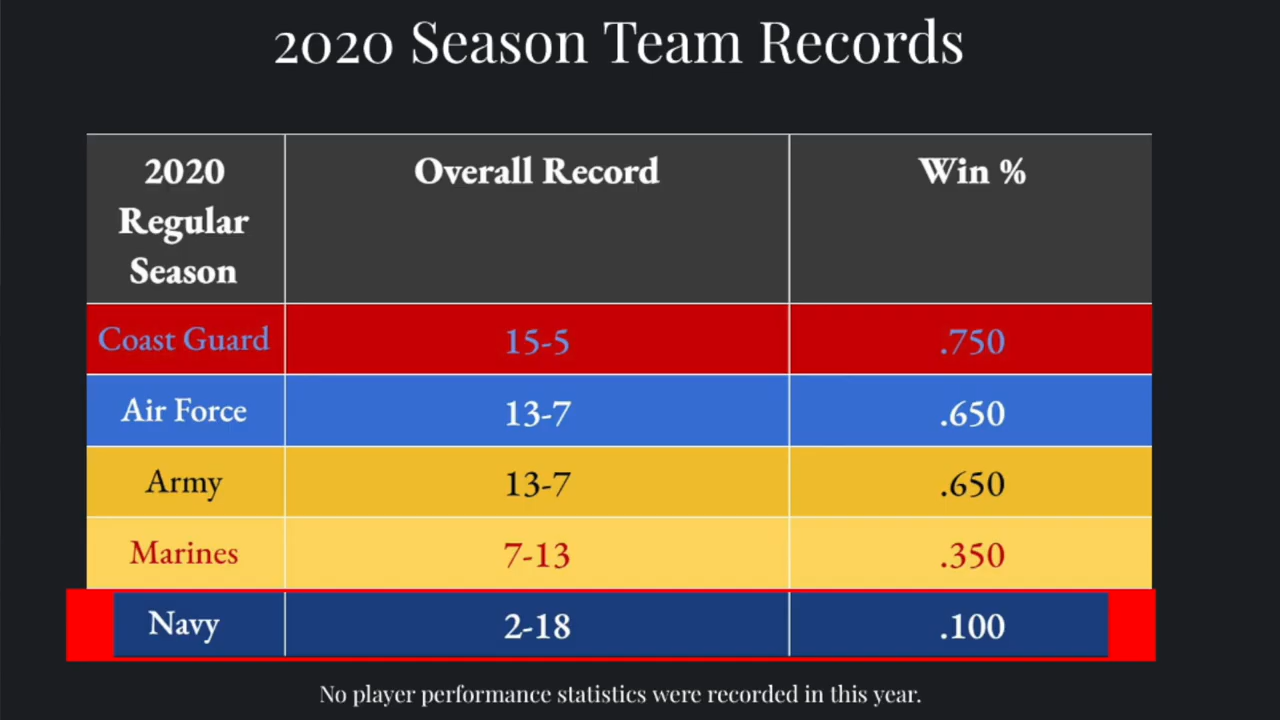 2020 Season Team Records
2020 Regular Season Overall Record Win %
Coast Guard 15-5 .750
Air Force 13-7 .650
Army 13-7 .650
Marines 7-13 .350
Navy 2-18 .100
No player performance statistics were recorded in this year.